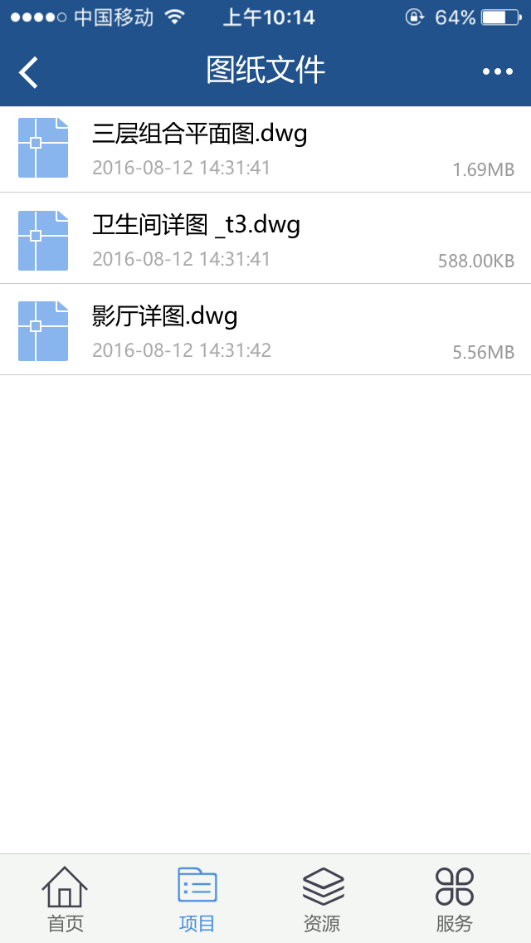 中国移动 上午10:14 64%
图纸文件
三层组合平面图.dwg
2016-08-12 14:31:41 1.69MB
卫生间详图 _t3.dwg
2016-08-12 14:31:41 588.00KB
影厅详图.dwg
2016-08-12 14:31:42 5.56MB
首页 项目 资源 服务